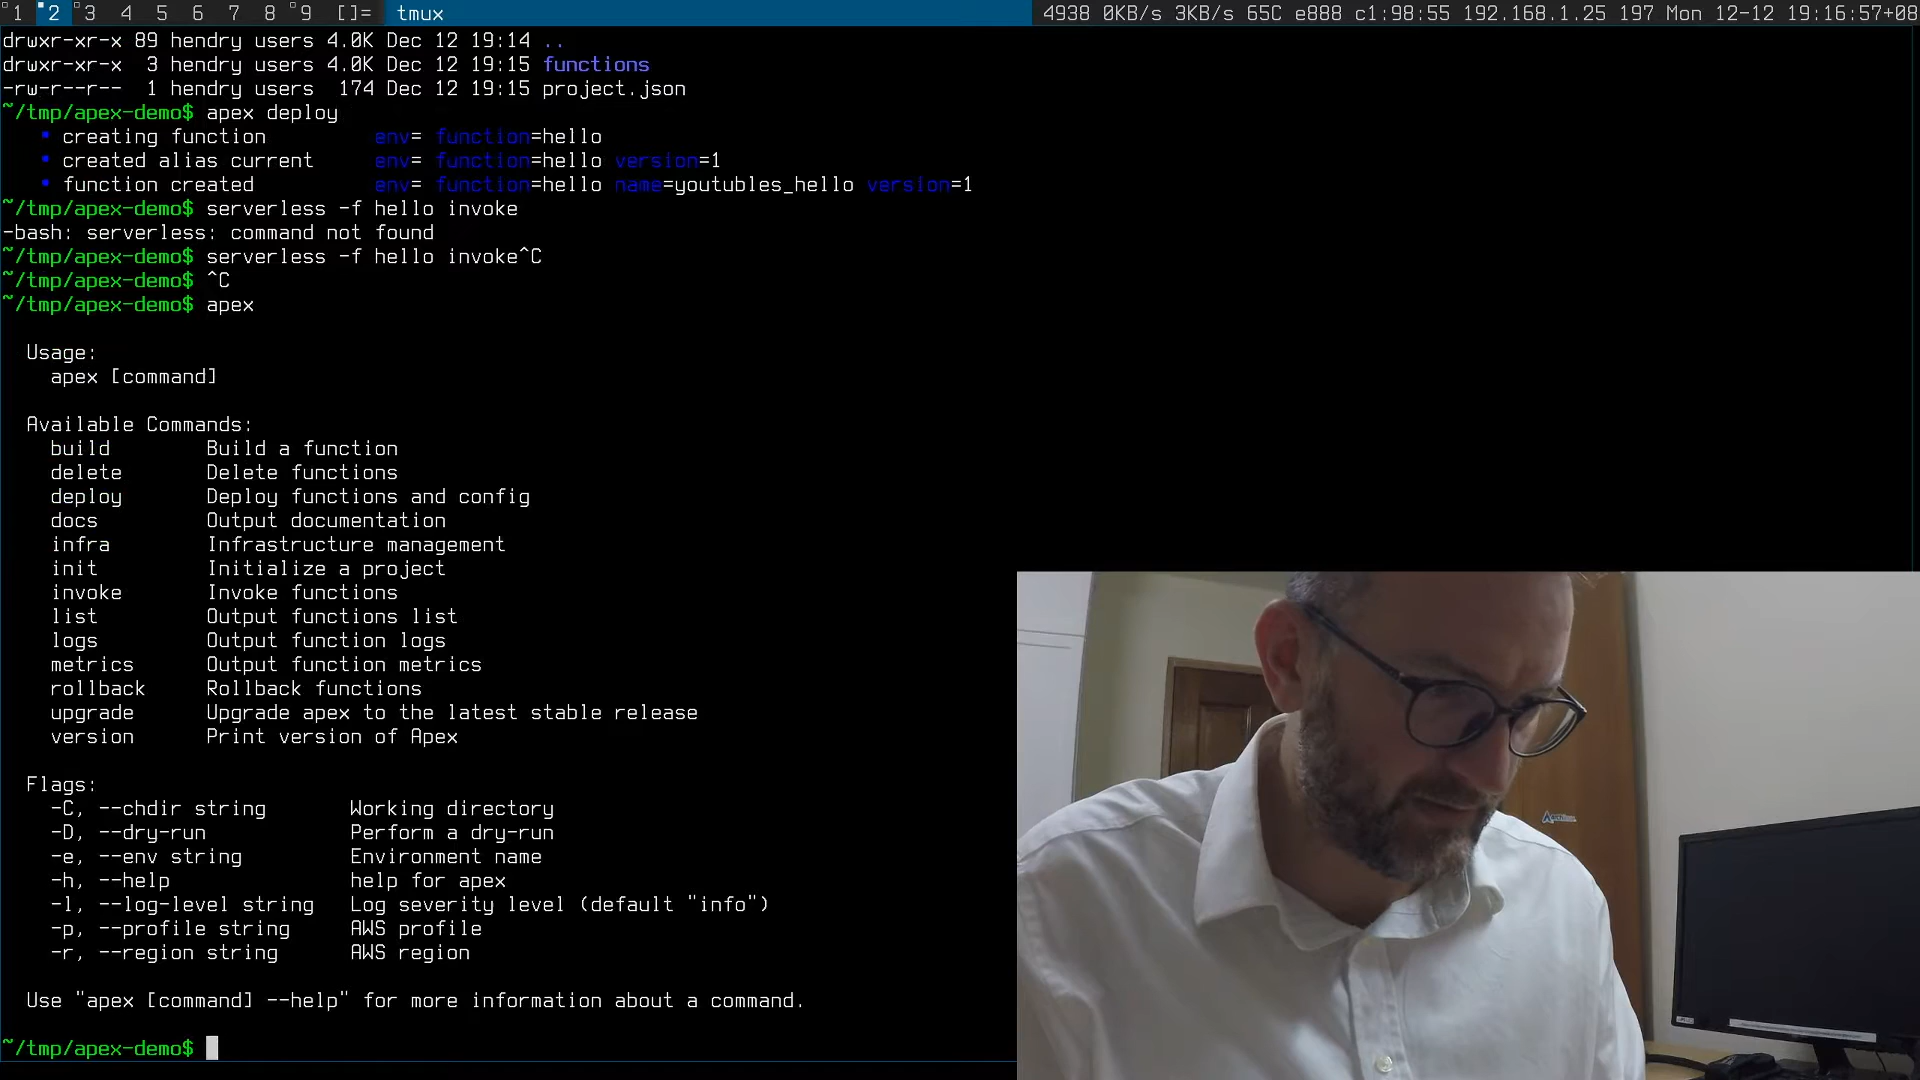 1 2 3 4 5 6 7 8 9 []= tmux 4938 0KB/s 3KB/s 65C e888 c1:98:55 192.168.1.25 197 Mon 12-12 19:16:57+08
drwxr-xr-x 89 hendry users 4.0K Dec 12 19:14 ..
drwxr-xr-x  3 hendry users 4.0K Dec 12 19:15 functions
-rw-r--r--  1 hendry users  174 Dec 12 19:15 project.json
~/tmp/apex-demo$ apex deploy
• creating function env= function=hello
• created alias current env= function=hello version=1
• function created env= function=hello name=youtubles_hello version=1
~/tmp/apex-demo$ serverless -f hello invoke
-bash: serverless: command not found
~/tmp/apex-demo$ serverless -f hello invoke^C
~/tmp/apex-demo$ ^C
~/tmp/apex-demo$ apex
Usage:
apex [command]
Available Commands:
build Build a function
delete Delete functions
deploy Deploy functions and config
docs Output documentation
infra Infrastructure management
init Initialize a project
invoke Invoke functions
list Output functions list
logs Output function logs
metrics Output function metrics
rollback Rollback functions
upgrade Upgrade apex to the latest stable release
version Print version of Apex
Flags:
-C, --chdir string Working directory
-D, --dry-run Perform a dry-run
-e, --env string Environment name
-h, --help help for apex
-l, --log-level string Log severity level (default "info")
-p, --profile string AWS profile
-r, --region string AWS region
Use "apex [command] --help" for more information about a command.
~/tmp/apex-demo$